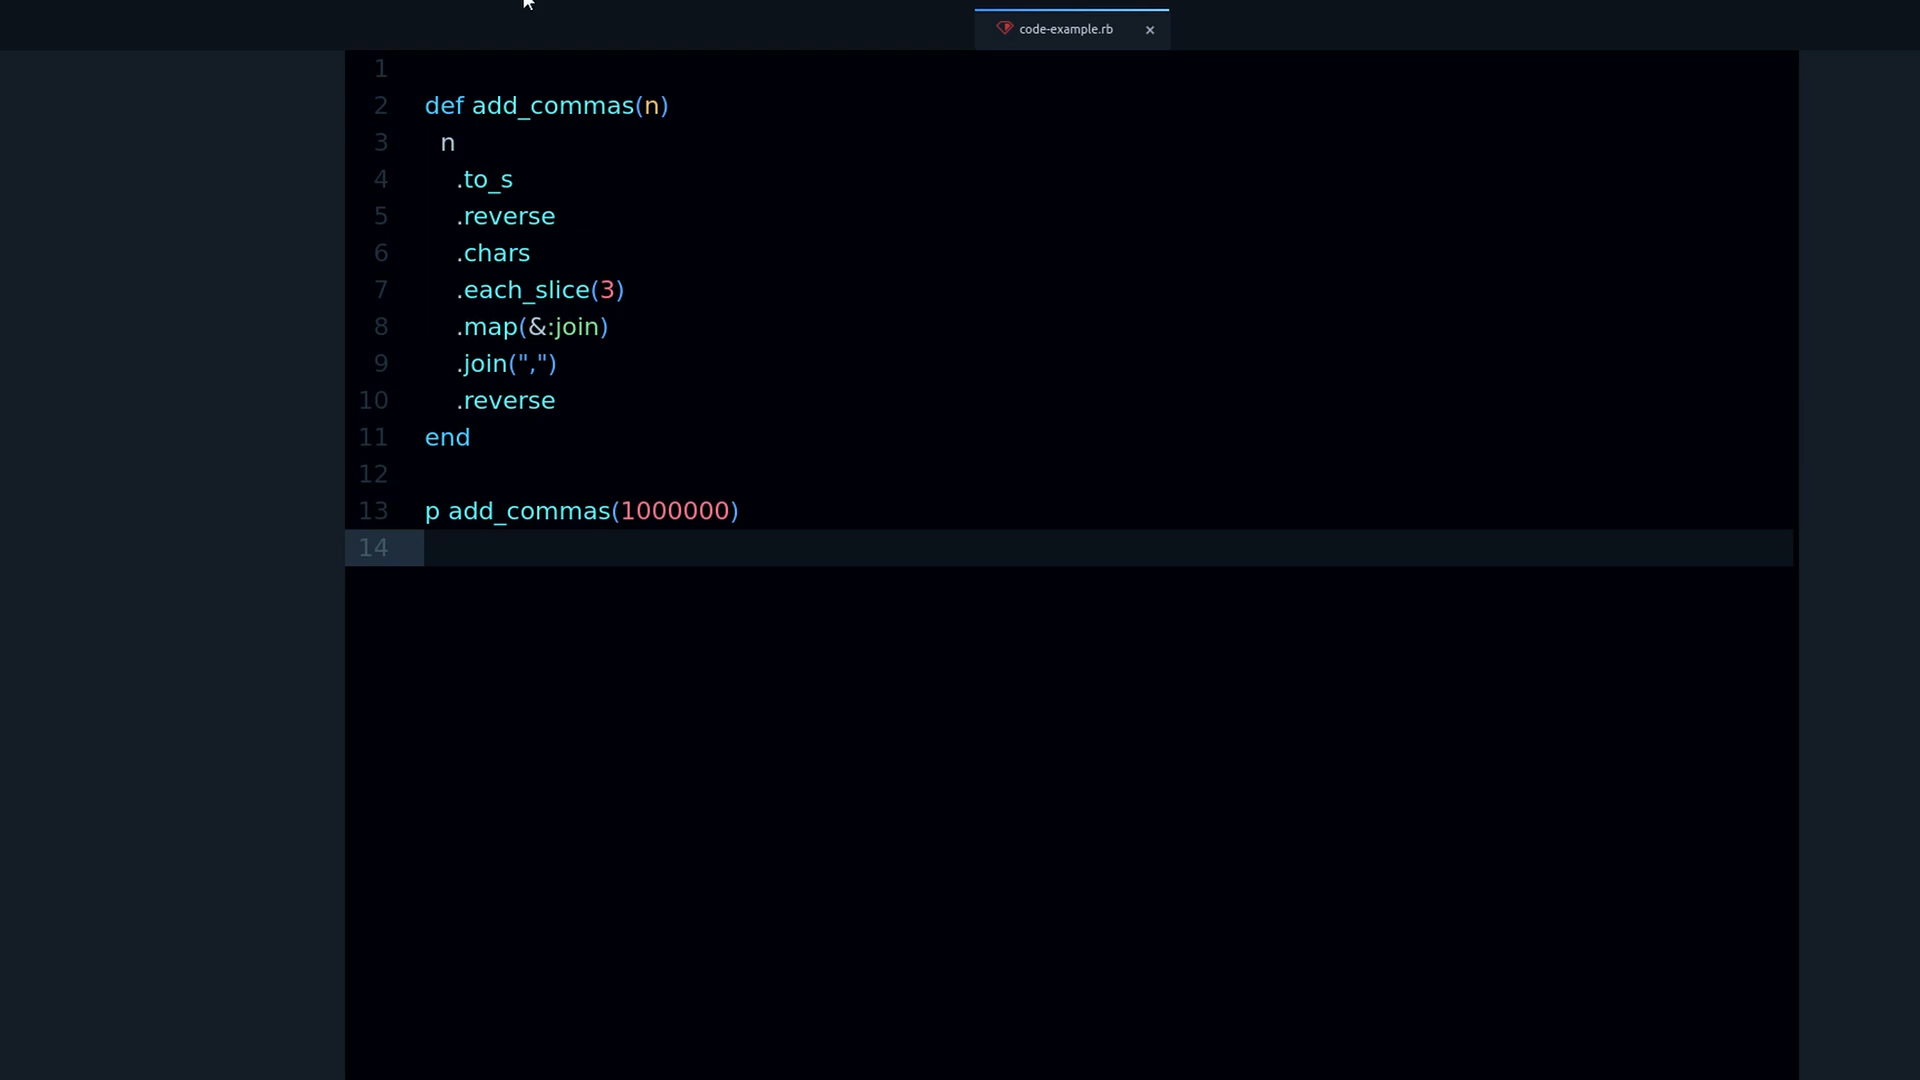 code-example.rb ×
1
2 def add_commas(n)
3   n
4     .to_s
5     .reverse
6     .chars
7     .each_slice(3)
8     .map(&:join)
9     .join(",")
10     .reverse
11 end
12
13 p add_commas(1000000)
14